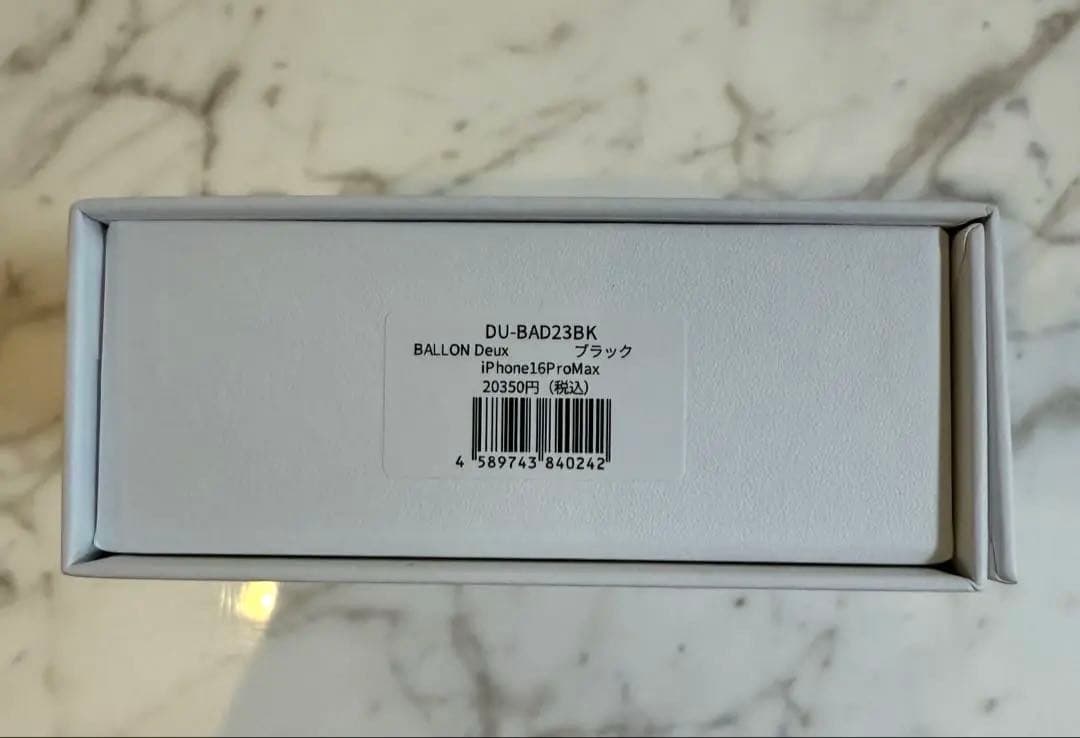 DU-BAD23BK
BALLON Deux ブラック
iPhone16ProMax
20350円（税込）
4 589743 840242